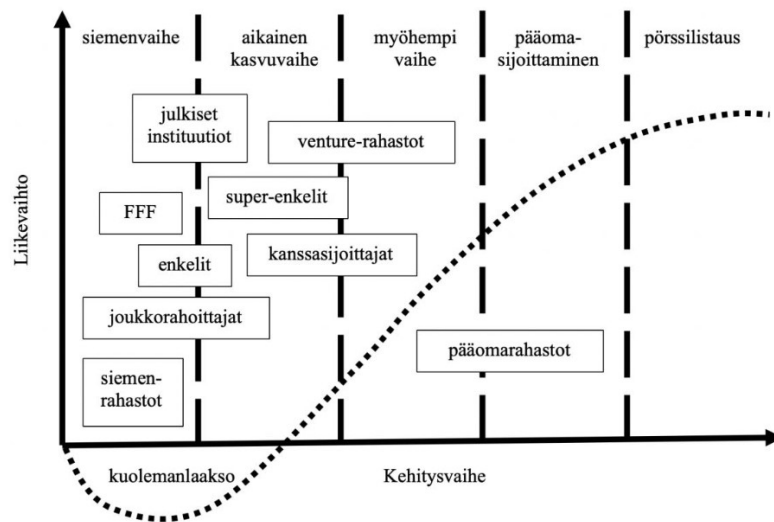 siemenvaihe
aikainen
kasvuvaihe
myöhempi
vaihe
pääoma-
sijoittaminen
pörssilistaus
julkiset
instituutiot
venture-rahastot
FFF
super-enkelit
enkelit
kanssasijoittajat
joukkorahoittajat
pääomarahastot
siemen-
rahastot
Liikevaihto
kuolemanlaakso
Kehitysvaihe